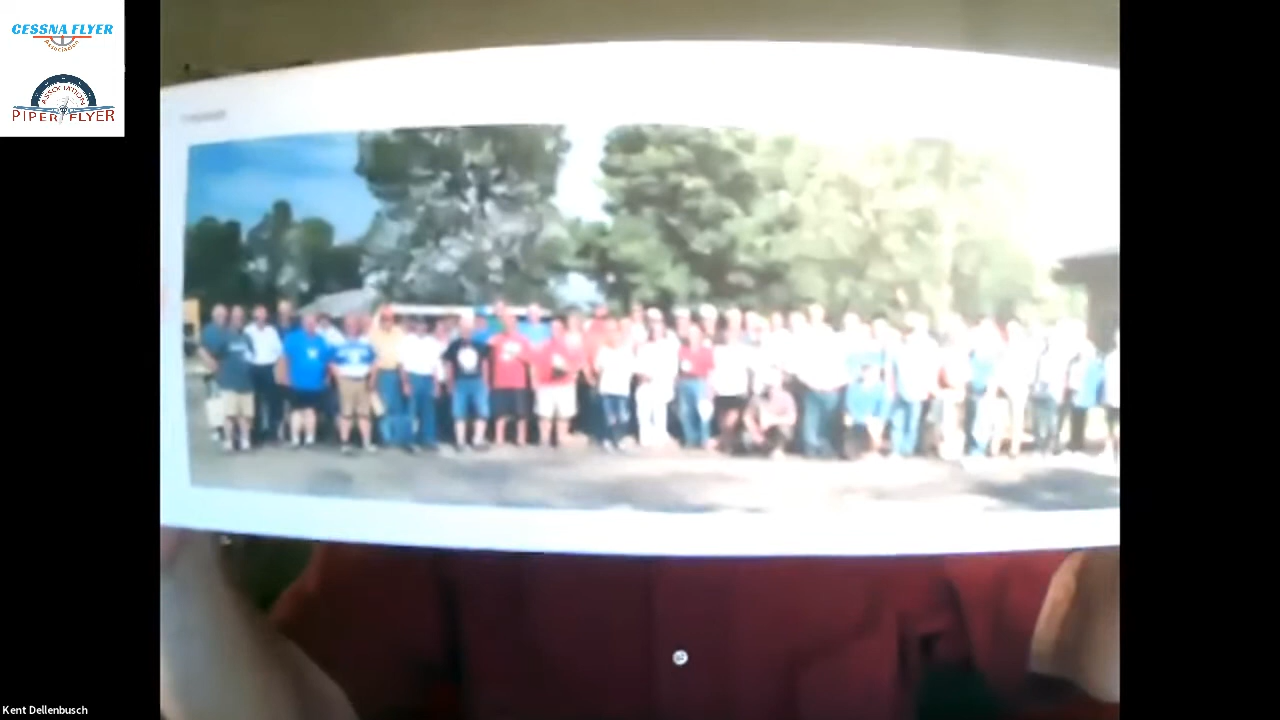 CESSNA FLYER
Association
ASSOCIATION
PIPER FLYER
Kent Dellenbusch